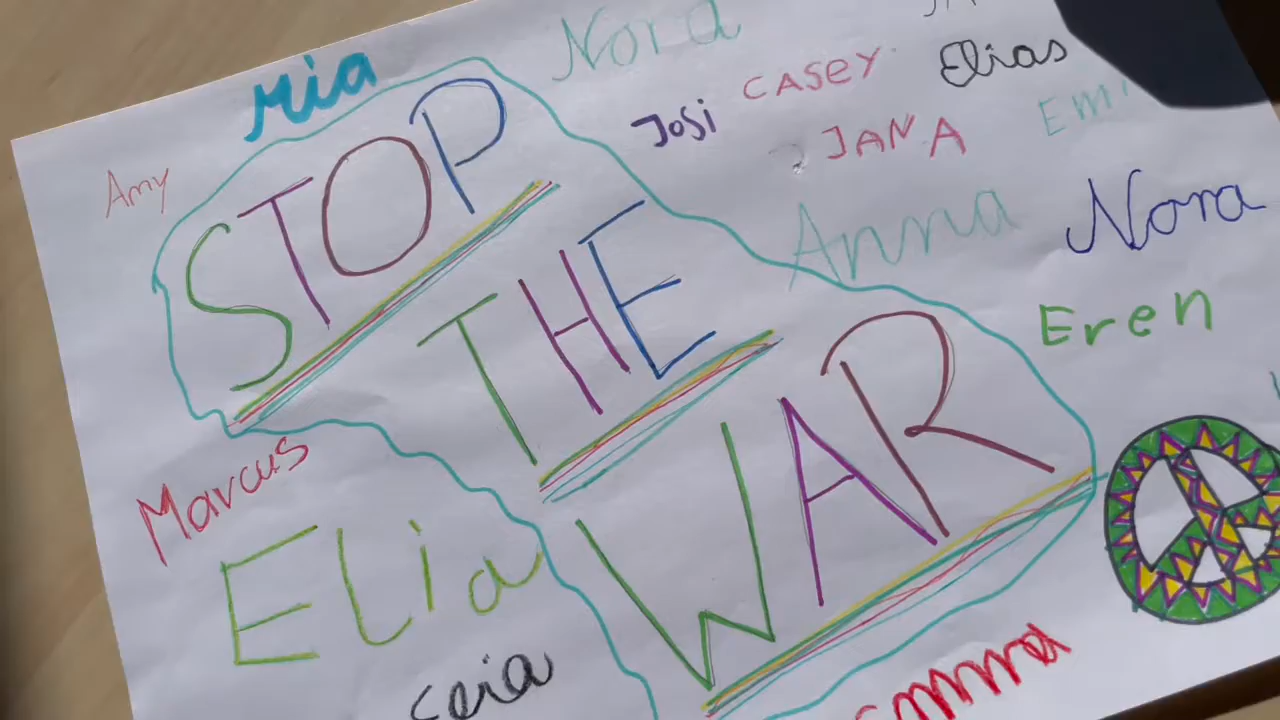 Mia
Nora
CASEY
Elias
Josi
JANA
Amy
STOP
THE
WAR
Anna
Nora
Eren
Marcus
Elia